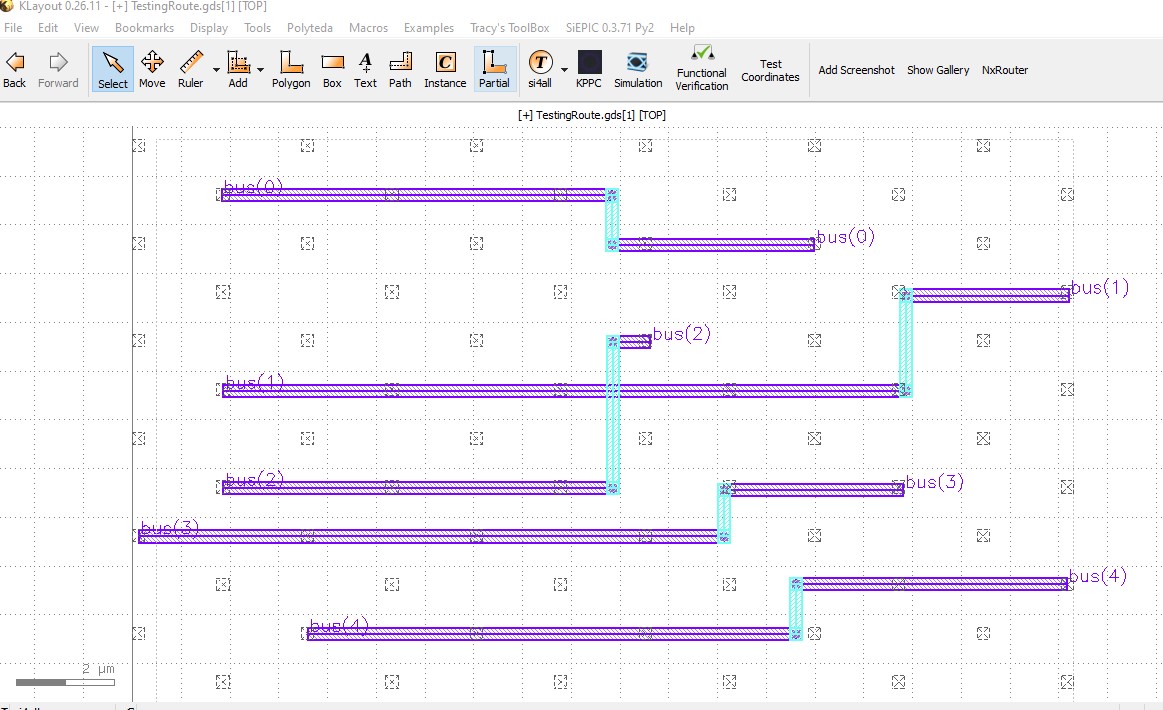 KLayout 0.26.11 - [+] TestingRoute.gds[1] [TOP]
File Edit View Bookmarks Display Tools Polyteda Macros Examples Tracy's ToolBox SiEPIC 0.3.71 Py2 Help
Back Forward Select Move Ruler Add Polygon Box Text Path Instance Partial si4all KPPC Simulation Functional Verification Test Coordinates Add Screenshot Show Gallery NxRouter
[+] TestingRoute.gds[1] [TOP]
bus(0)
bus(0)
bus(1)
bus(2)
bus(1)
bus(2)
bus(3)
bus(3)
bus(4)
bus(4)
2 µm